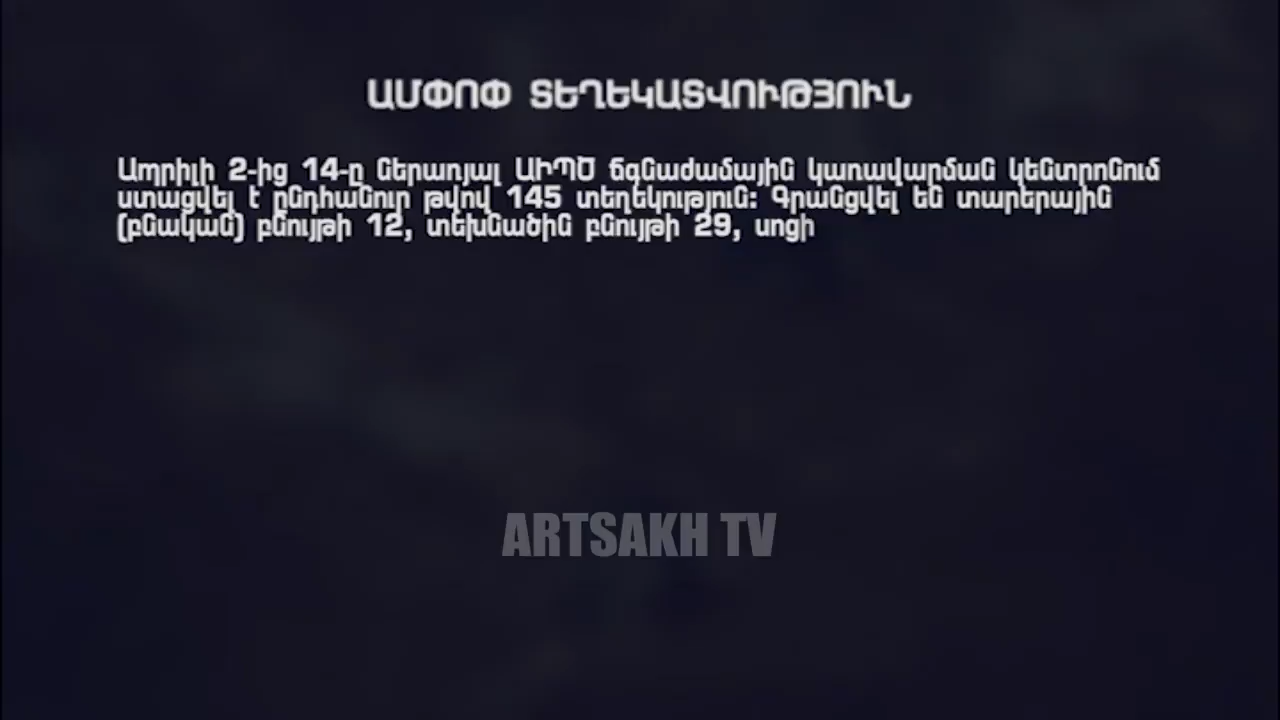 ԱՄՓՈՓ ՏԵՂԵԿԱՏՎՈՒԹՅՈՒՆ
Ապրիլի 2-ից 14-ը ներառյալ ԱԻՊԾ ճգնաժամային կառավարման կենտրոնում
ստացվել է ընդհանուր թվով 145 տեղեկություն: Գրանցվել են տարերային
(բնական) բնույթի 12, տեխնածին բնույթի 29, սոցի
ARTSAKH TV